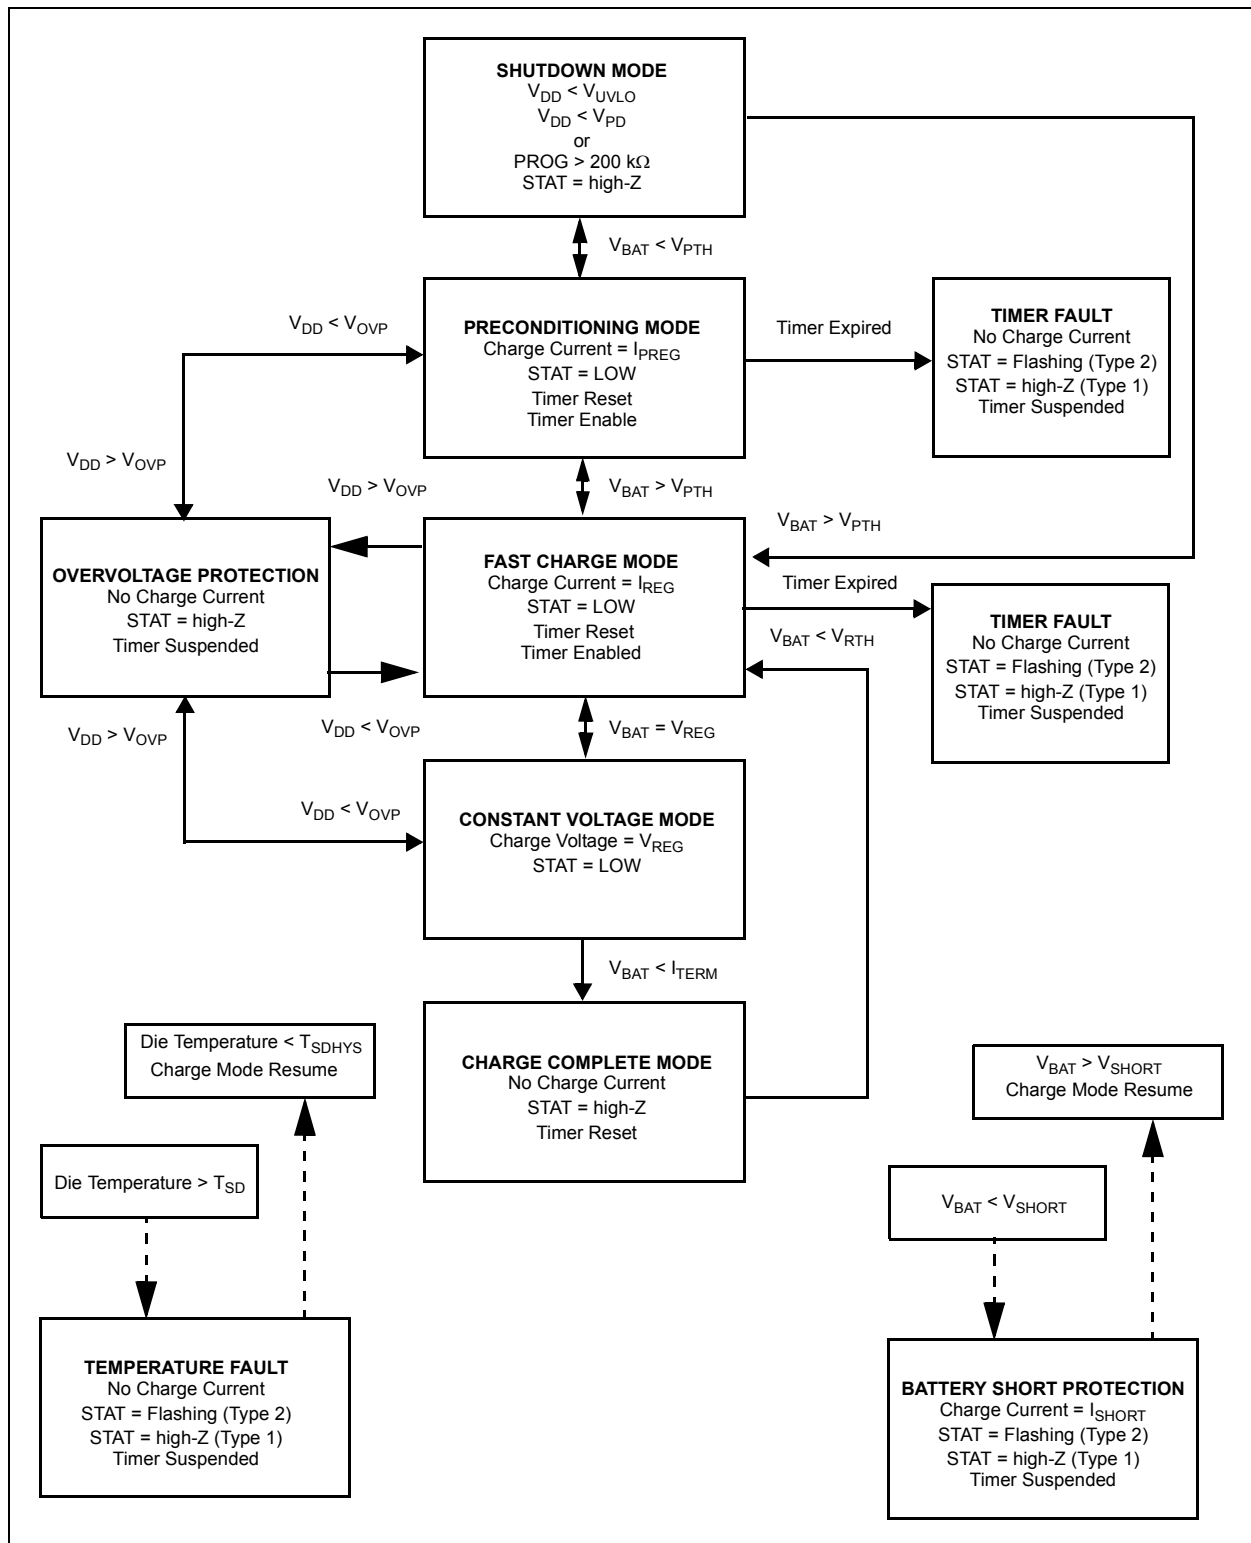 SHUTDOWN MODE
VDD < VUVLO
VDD < VPD
or
PROG > 200 kΩ
STAT = high-Z
VBAT < VPTH
VDD < VOVP
PRECONDITIONING MODE
Charge Current = IPREG
STAT = LOW
Timer Reset
Timer Enable
Timer Expired
TIMER FAULT
No Charge Current
STAT = Flashing (Type 2)
STAT = high-Z (Type 1)
Timer Suspended
VDD > VOVP
VDD > VOVP
VBAT > VPTH
VBAT > VPTH
OVERVOLTAGE PROTECTION
No Charge Current
STAT = high-Z
Timer Suspended
FAST CHARGE MODE
Charge Current = IREG
STAT = LOW
Timer Reset
Timer Enabled
Timer Expired
VBAT < VRTH
TIMER FAULT
No Charge Current
STAT = Flashing (Type 2)
STAT = high-Z (Type 1)
Timer Suspended
VDD > VOVP
VDD < VOVP
VBAT = VREG
VDD < VOVP
CONSTANT VOLTAGE MODE
Charge Voltage = VREG
STAT = LOW
VBAT < ITERM
Die Temperature < TSDHYS
Charge Mode Resume
CHARGE COMPLETE MODE
No Charge Current
STAT = high-Z
Timer Reset
VBAT > VSHORT
Charge Mode Resume
Die Temperature > TSD
VBAT < VSHORT
TEMPERATURE FAULT
No Charge Current
STAT = Flashing (Type 2)
STAT = high-Z (Type 1)
Timer Suspended
BATTERY SHORT PROTECTION
Charge Current = ISHORT
STAT = Flashing (Type 2)
STAT = high-Z (Type 1)
Timer Suspended